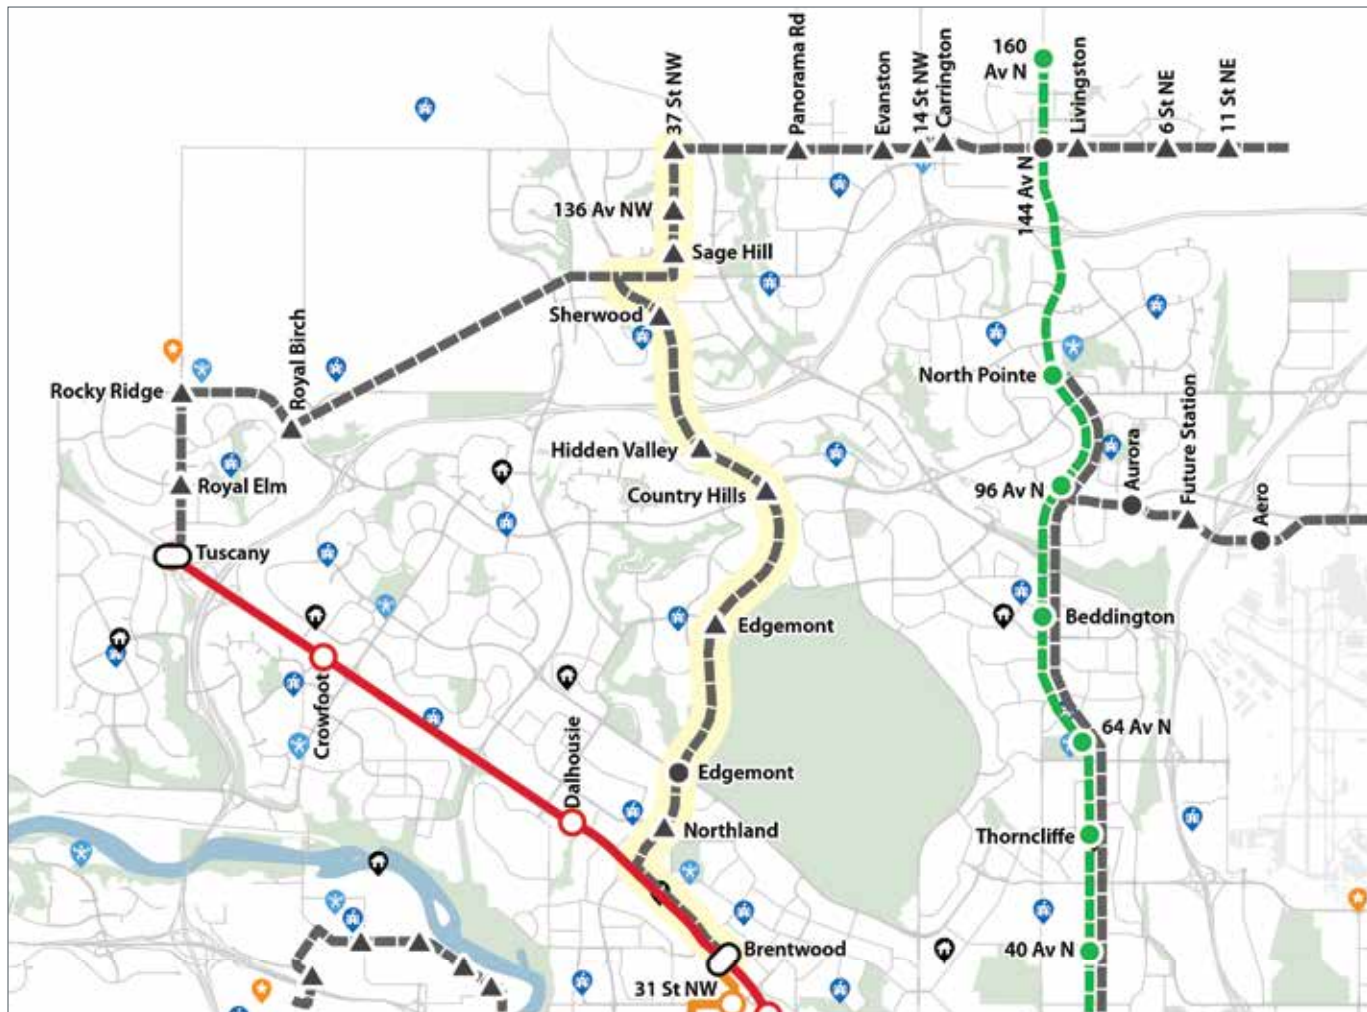 160
Av N
37 St NW
Panorama Rd
Evanston
14 St NW
Carrington
Livingston
6 St NE
11 St NE
144 Av N
136 Av NW
Sage Hill
Sherwood
Royal Birch
Rocky Ridge
North Pointe
Hidden Valley
Royal Elm
Country Hills
96 Av N
Aurora
Future Station
Aero
Tuscany
Beddington
Edgemont
Crowfoot
64 Av N
Dalhousie
Edgemont
Northland
Thorncliffe
Brentwood
40 Av N
31 St NW